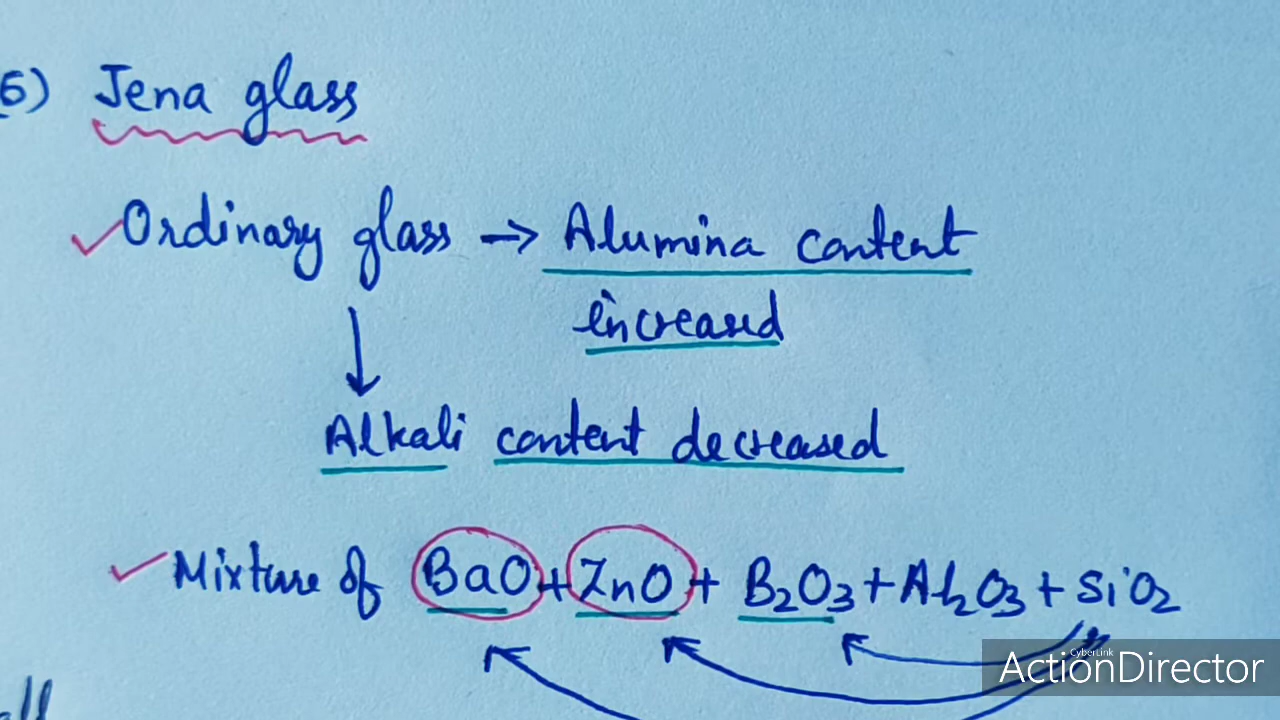 5) Jena glass
Ordinary glass → Alumina content
increased
↓
Alkali content decreased
Mixture of BaO + ZnO + B₂O₃ + Al₂O₃ + SiO₂
CyberLink
ActionDirector